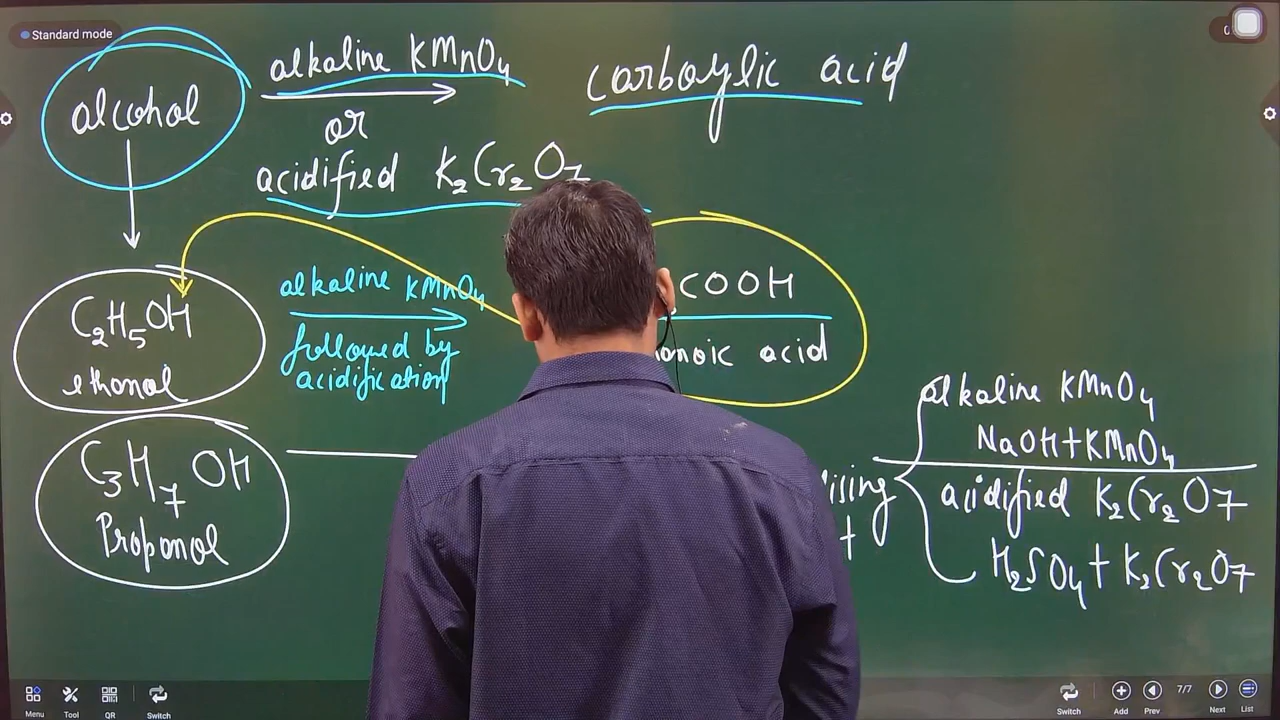 Standard mode
alcohol
alkaline KMnO4
or
acidified K2Cr2O7
carboxylic acid
C2H5OH
ethanol
alkaline KMnO4
followed by
acidification
COOH
anoic acid
C3H7OH
Propanol
alkaline KMnO4
NaOH+KMnO4
acidified K2Cr2O7
H2SO4+K2Cr2O7
Menu
Tool
QR
Switch
Switch
Add
Prev
7/7
Next
List